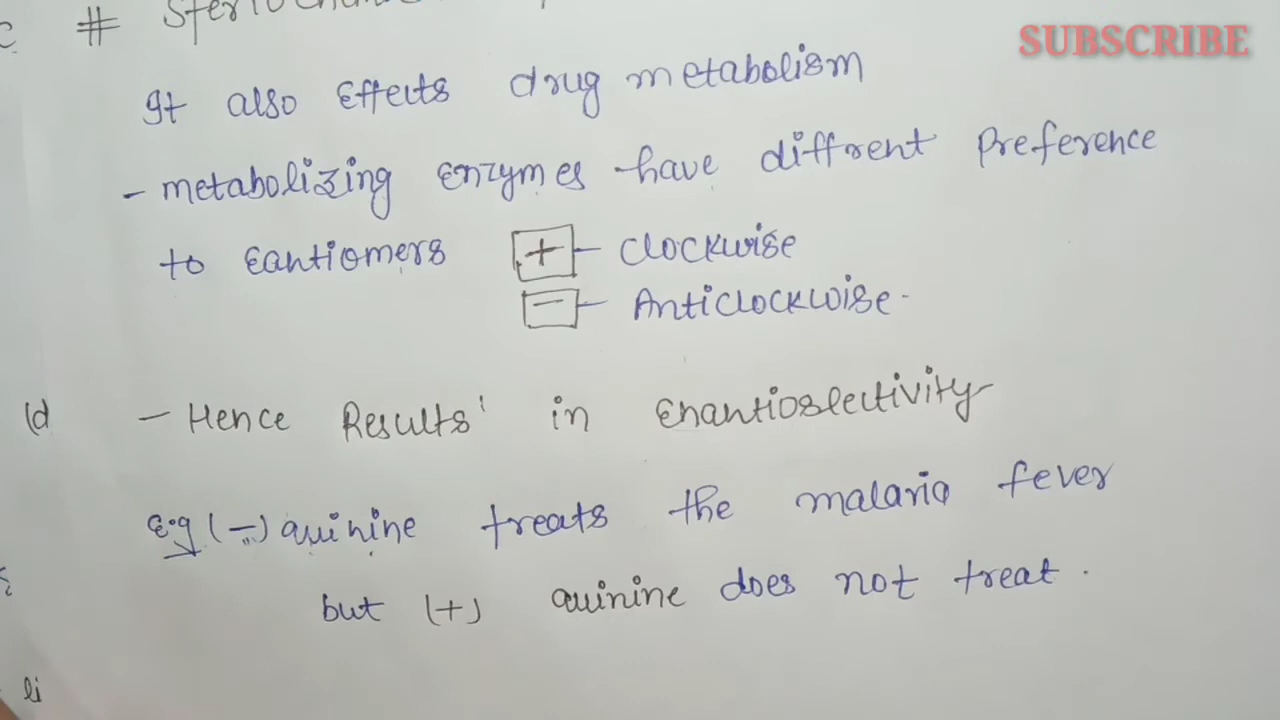 SUBSCRIBE
#
It also Effects drug metabolism
- metabolizing Enzymes have diffrent Preference
to Eantiomers + - Clockwise
- - Anticlockwise.
(d
- Hence Results' in Enantioslectivity
E.g (-) quinine treats the malaria fever
but (+) quinine does not treat.
li